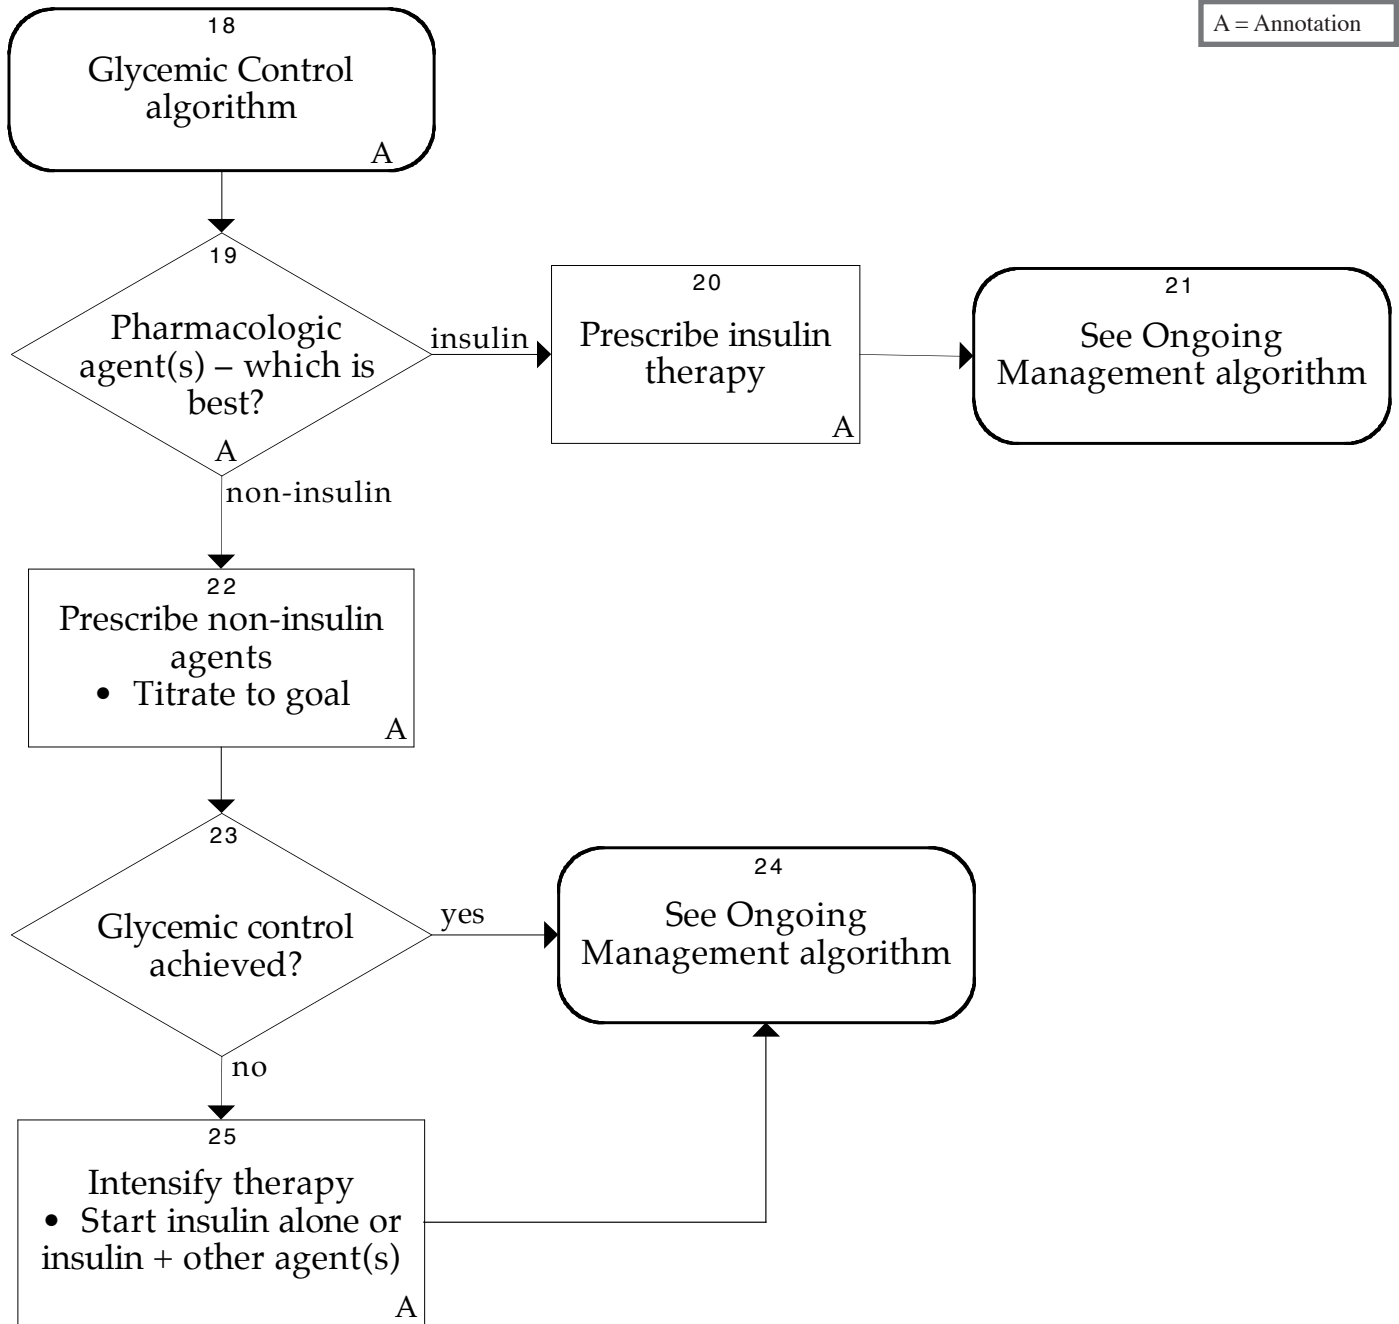 A = Annotation
18
Glycemic Control
algorithm
A
19
Pharmacologic
agent(s) – which is
best?
A
insulin
20
Prescribe insulin
therapy
A
21
See Ongoing
Management algorithm
non-insulin
22
Prescribe non-insulin
agents
• Titrate to goal
A
23
Glycemic control
achieved?
yes
24
See Ongoing
Management algorithm
no
25
Intensify therapy
• Start insulin alone or
insulin + other agent(s)
A